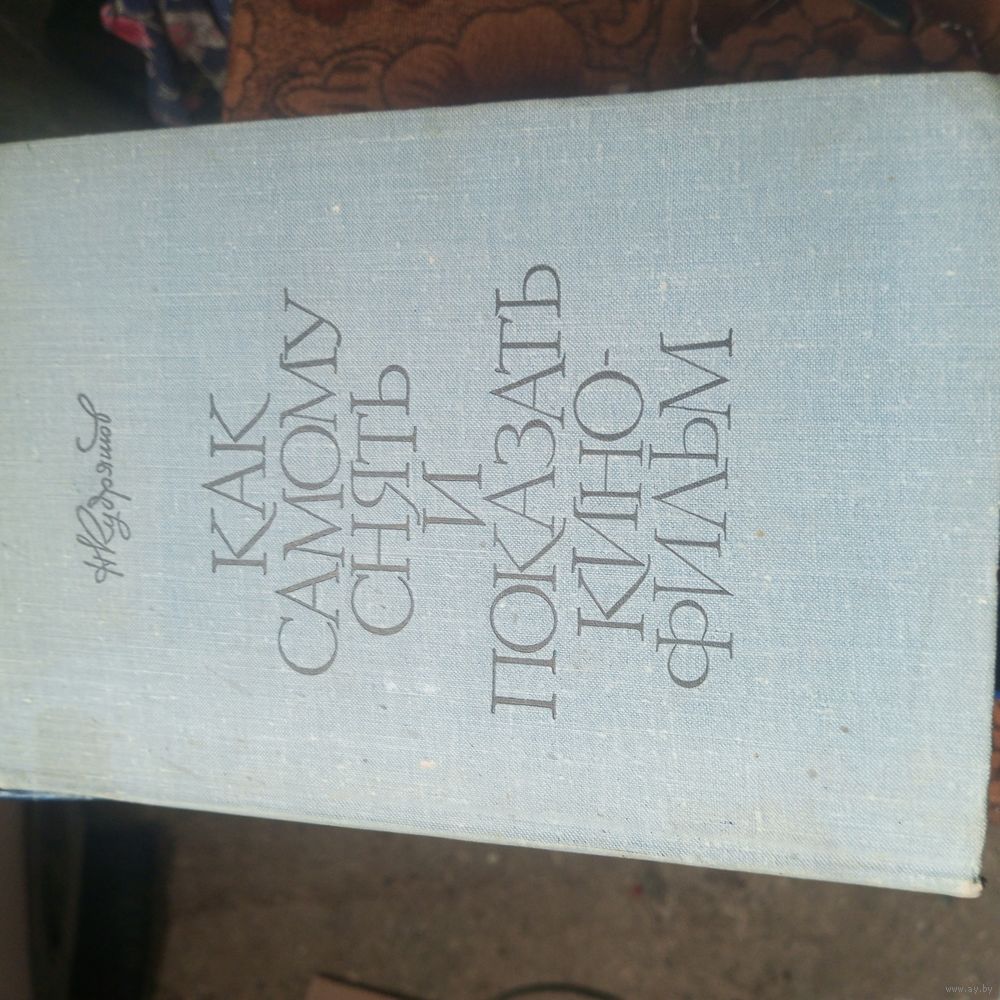 Н Кудряшов
КАК
САМОМУ
СНЯТЬ
И
ПОКАЗАТЬ
КИНО-
ФИЛЬМ
www.ay.by